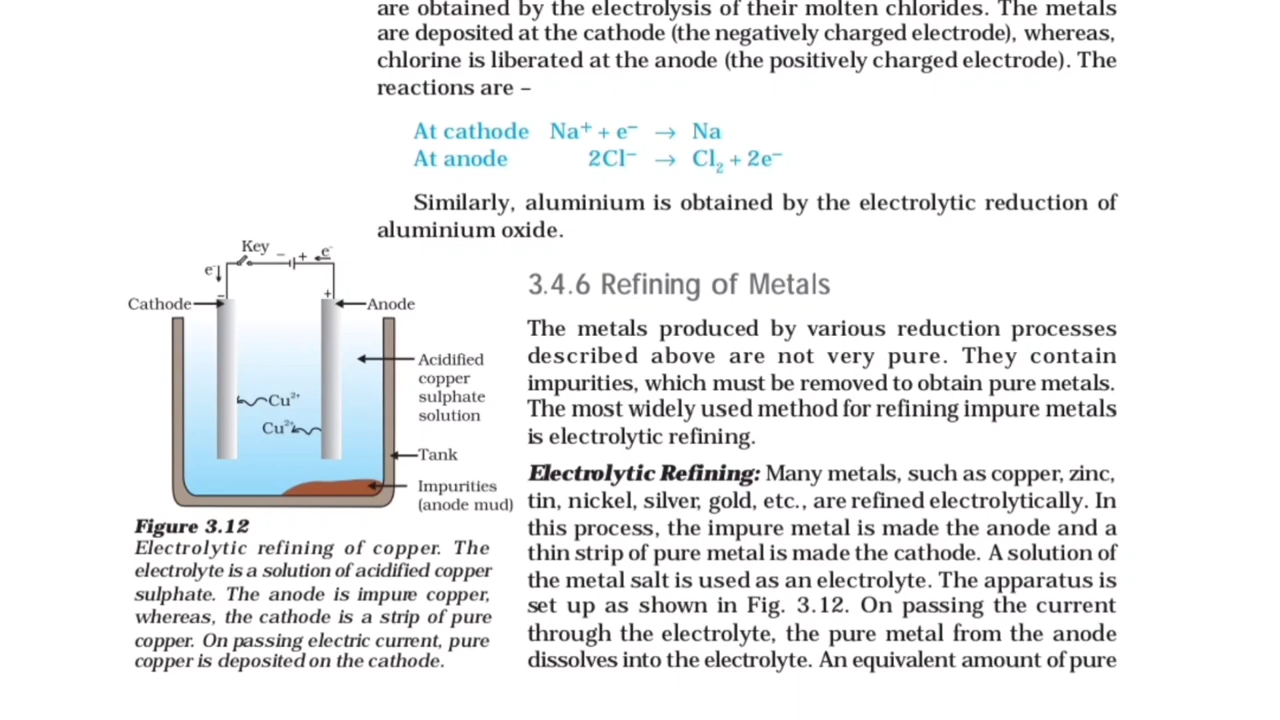 are obtained by the electrolysis of their molten chlorides. The metals
are deposited at the cathode (the negatively charged electrode), whereas,
chlorine is liberated at the anode (the positively charged electrode). The
reactions are –
At cathode Na⁺ + e⁻ → Na
At anode 2Cl⁻ → Cl₂ + 2e⁻
Similarly, aluminium is obtained by the electrolytic reduction of
aluminium oxide.
Key
− +
e⁻
e⁻
−
+
Cathode
Anode
Acidified
copper
sulphate
solution
Cu²⁺
Cu²⁺
Tank
Impurities
(anode mud)
Figure 3.12
Electrolytic refining of copper. The
electrolyte is a solution of acidified copper
sulphate. The anode is impure copper,
whereas, the cathode is a strip of pure
copper. On passing electric current, pure
copper is deposited on the cathode.
3.4.6 Refining of Metals
The metals produced by various reduction processes
described above are not very pure. They contain
impurities, which must be removed to obtain pure metals.
The most widely used method for refining impure metals
is electrolytic refining.
Electrolytic Refining: Many metals, such as copper, zinc,
tin, nickel, silver, gold, etc., are refined electrolytically. In
this process, the impure metal is made the anode and a
thin strip of pure metal is made the cathode. A solution of
the metal salt is used as an electrolyte. The apparatus is
set up as shown in Fig. 3.12. On passing the current
through the electrolyte, the pure metal from the anode
dissolves into the electrolyte. An equivalent amount of pure